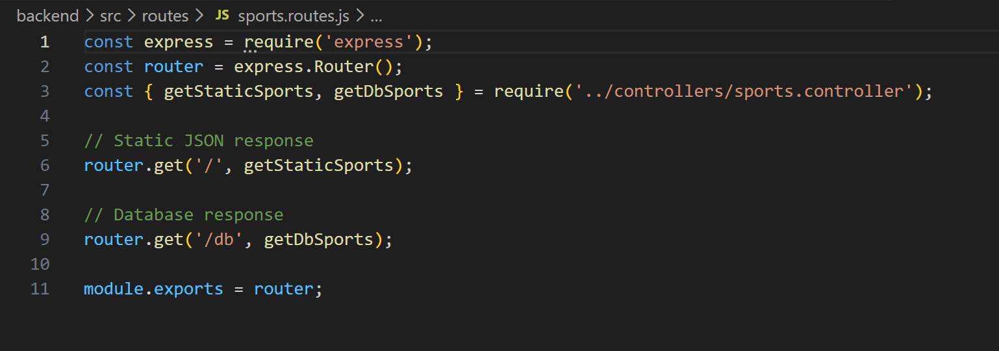 backend > src > routes > JS sports.routes.js > ...
1 const express = require('express');
2 const router = express.Router();
3 const { getStaticSports, getDbSports } = require('../controllers/sports.controller');
4
5 // Static JSON response
6 router.get('/', getStaticSports);
7
8 // Database response
9 router.get('/db', getDbSports);
10
11 module.exports = router;